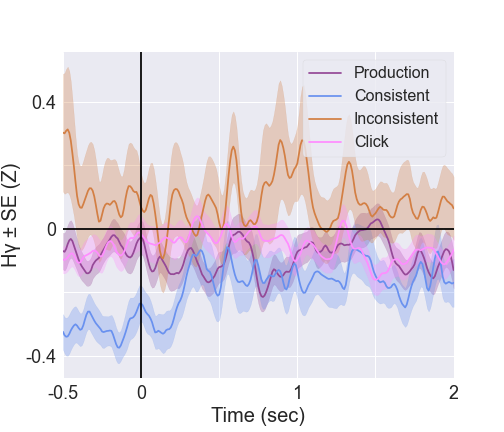 Production
Consistent
Inconsistent
Click
0.4
0
-0.4
Hγ ± SE (Z)
-0.5
0
1
2
Time (sec)